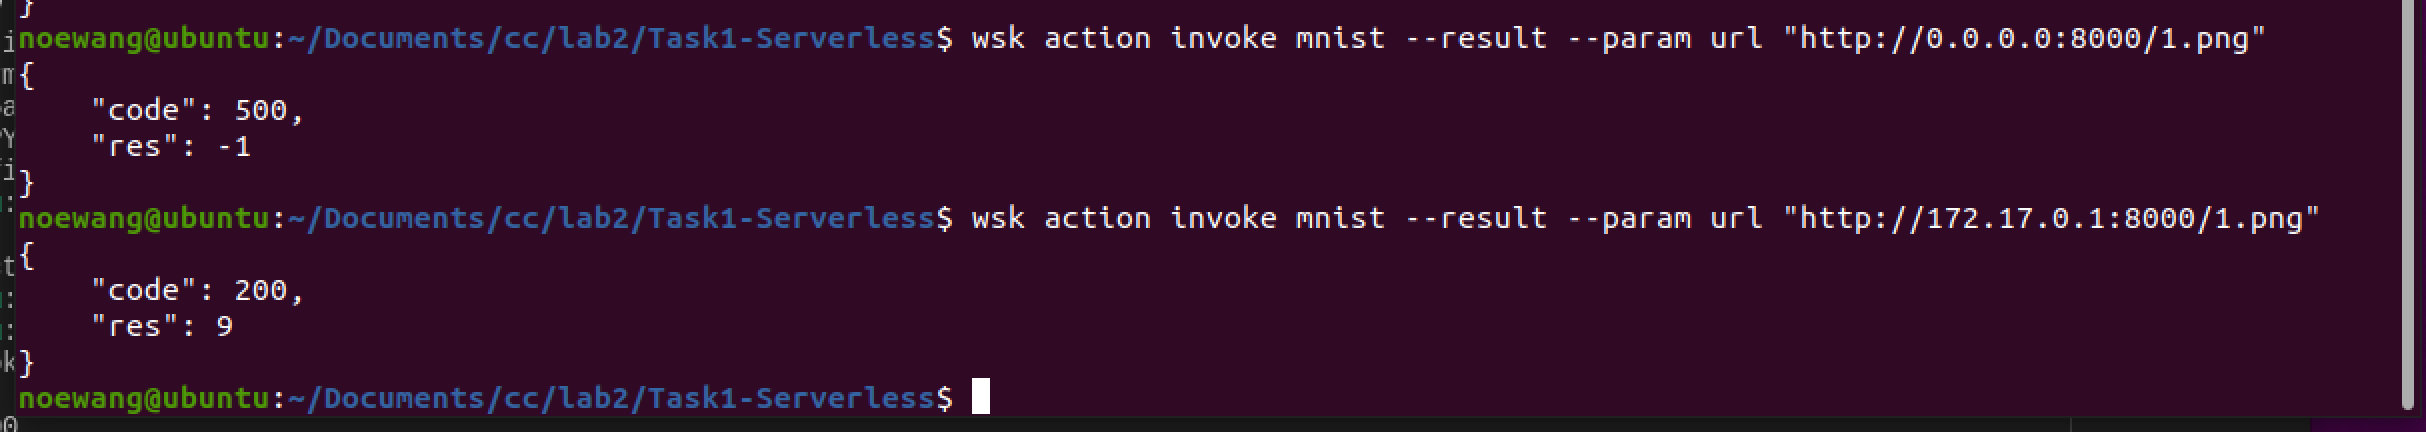 }
noewang@ubuntu:~/Documents/cc/lab2/Task1-Serverless$ wsk action invoke mnist --result --param url "http://0.0.0.0:8000/1.png"
{
    "code": 500,
    "res": -1
}
noewang@ubuntu:~/Documents/cc/lab2/Task1-Serverless$ wsk action invoke mnist --result --param url "http://172.17.0.1:8000/1.png"
{
    "code": 200,
    "res": 9
}
noewang@ubuntu:~/Documents/cc/lab2/Task1-Serverless$